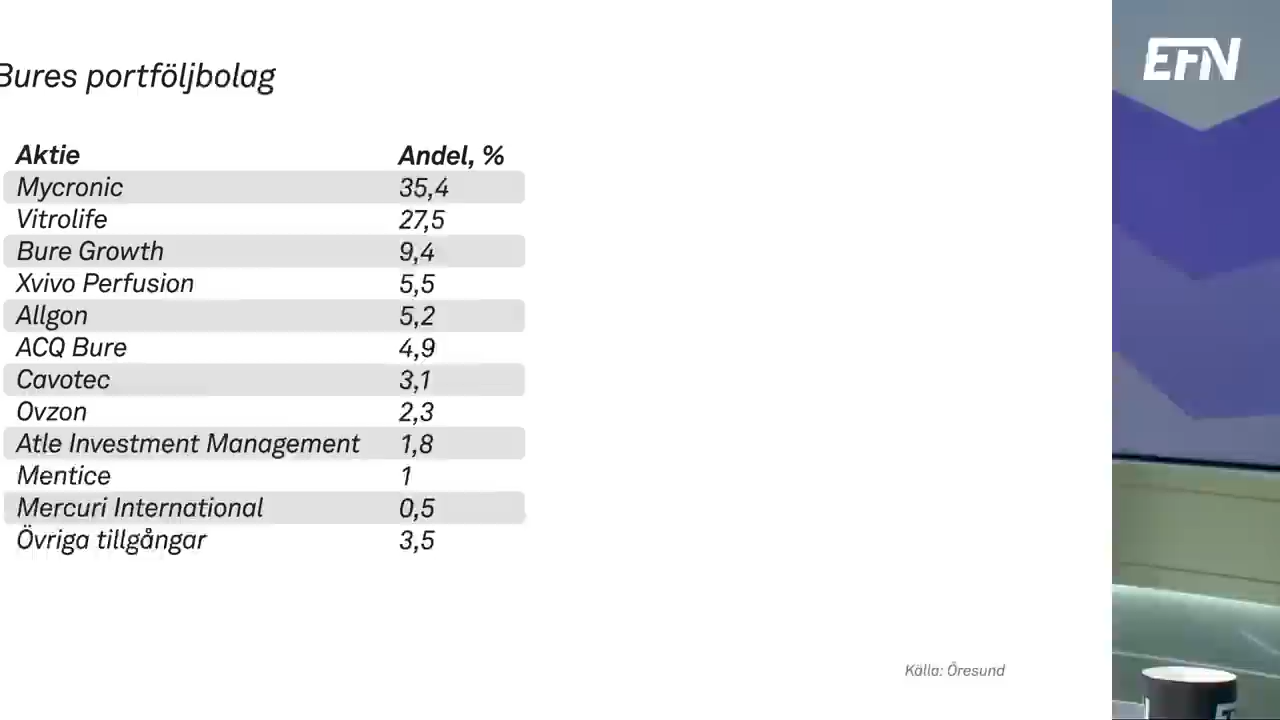 Bures portföljbolag
EFN
Aktie Andel, %
Mycronic 35,4
Vitrolife 27,5
Bure Growth 9,4
Xvivo Perfusion 5,5
Allgon 5,2
ACQ Bure 4,9
Cavotec 3,1
Ovzon 2,3
Atle Investment Management 1,8
Mentice 1
Mercuri International 0,5
Övriga tillgångar 3,5
Källa: Öresund